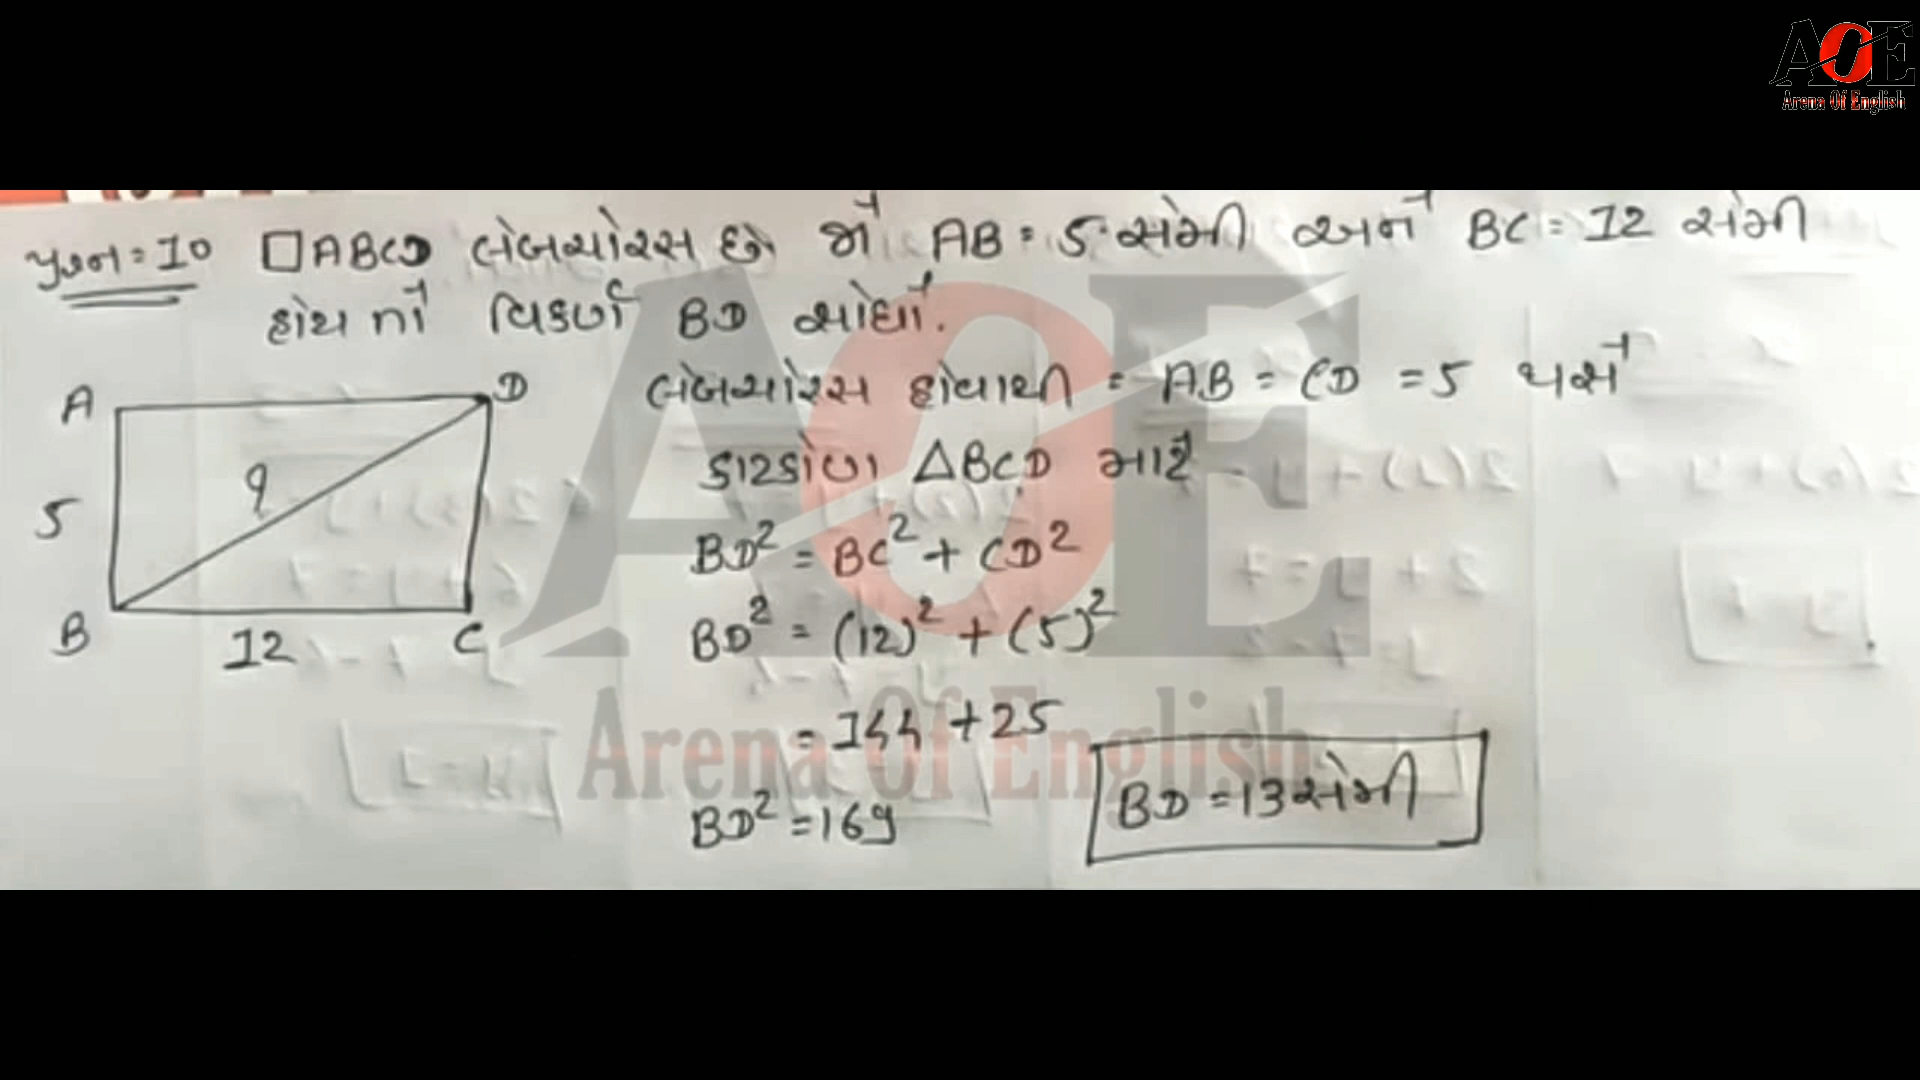 AOE
Arena Of English
પ્રશ્ન = 10 □ABCD લંબચોરસ છે જો AB = 5 સેમી અને BC = 12 સેમી
હોય તો વિકર્ણ BD શોધો.
A D
લંબચોરસ હોવાથી = AB = CD = 5 થશે
?
5
B 12 C
કાટકોણ △BCD માટે
BD² = BC² + CD²
BD² = (12)² + (5)²
= 144 + 25
BD² = 169
BD = 13 સેમી
AOE
Arena Of English